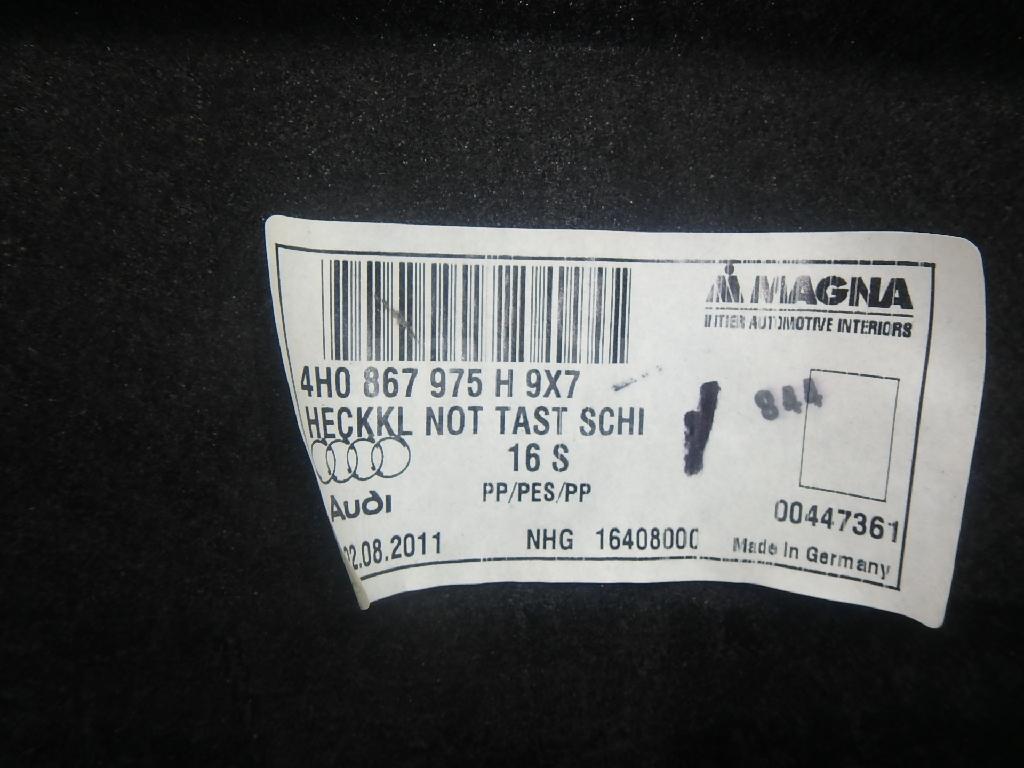 MAGNA
INTIER AUTOMOTIVE INTERIORS
4H0 867 975 H 9X7
HECKKL NOT TAST SCHI
844
16 S
PP/PES/PP
Audi
00447361
02.08.2011
NHG 16408000
Made In Germany